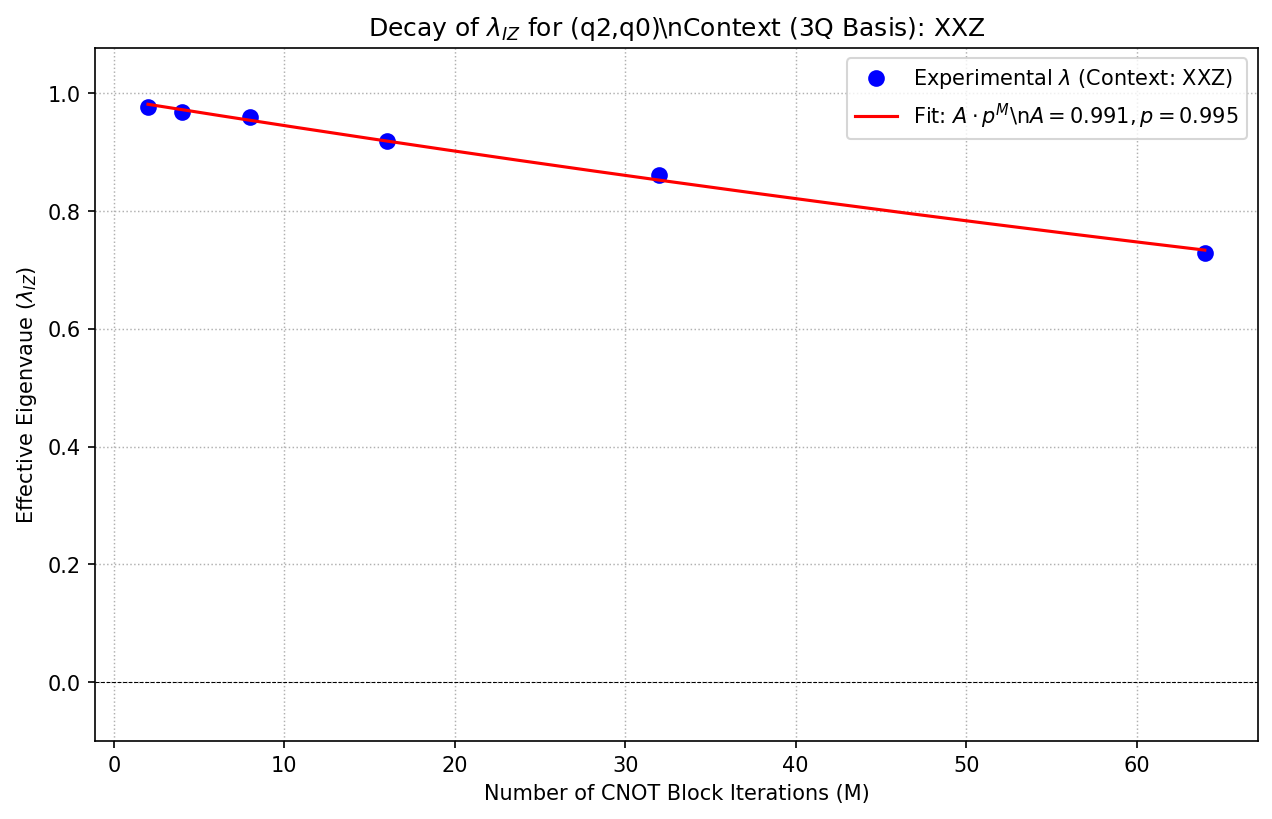 Decay of λ_IZ for (q2,q0)\nContext (3Q Basis): XXZ
Experimental λ (Context: XXZ)
Fit: A · p^M\nA = 0.991, p = 0.995
Effective Eigenvaue (λ_IZ)
1.0
0.8
0.6
0.4
0.2
0.0
0 10 20 30 40 50 60
Number of CNOT Block Iterations (M)